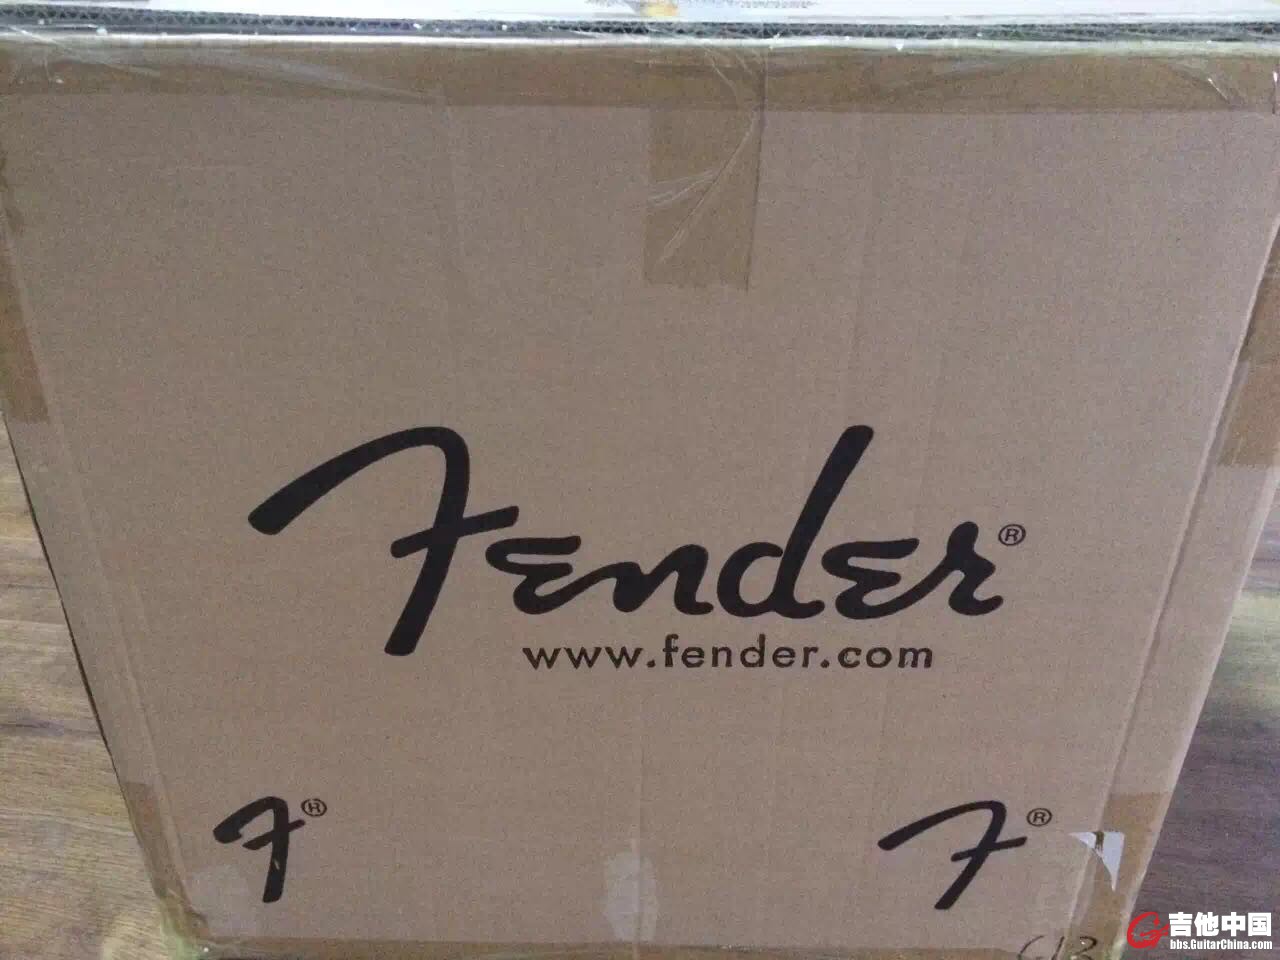 Fender®
www.fender.com
F® F®
吉他中国
bbs.GuitarChina.com